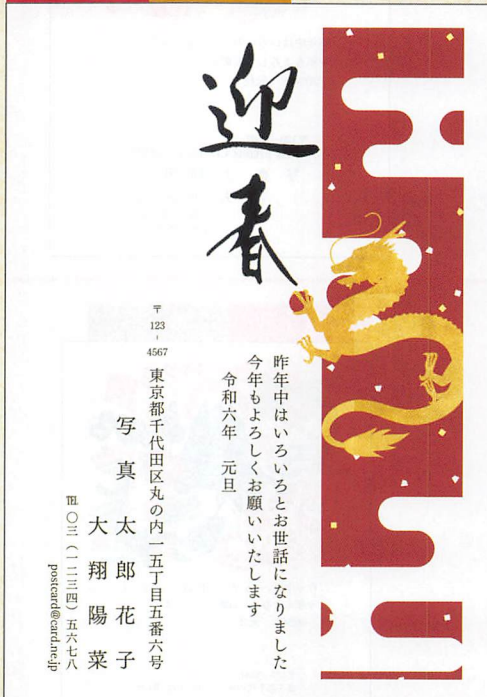 迎春
昨年中はいろいろとお世話になりました
今年もよろしくお願いいたします
令和六年　元旦
〒123-4567
東京都千代田区丸の内一五丁目五番六号
写真　太郎花子
大翔陽菜
℡〇三(一二三四)五六七八
postcard@card.ne.jp